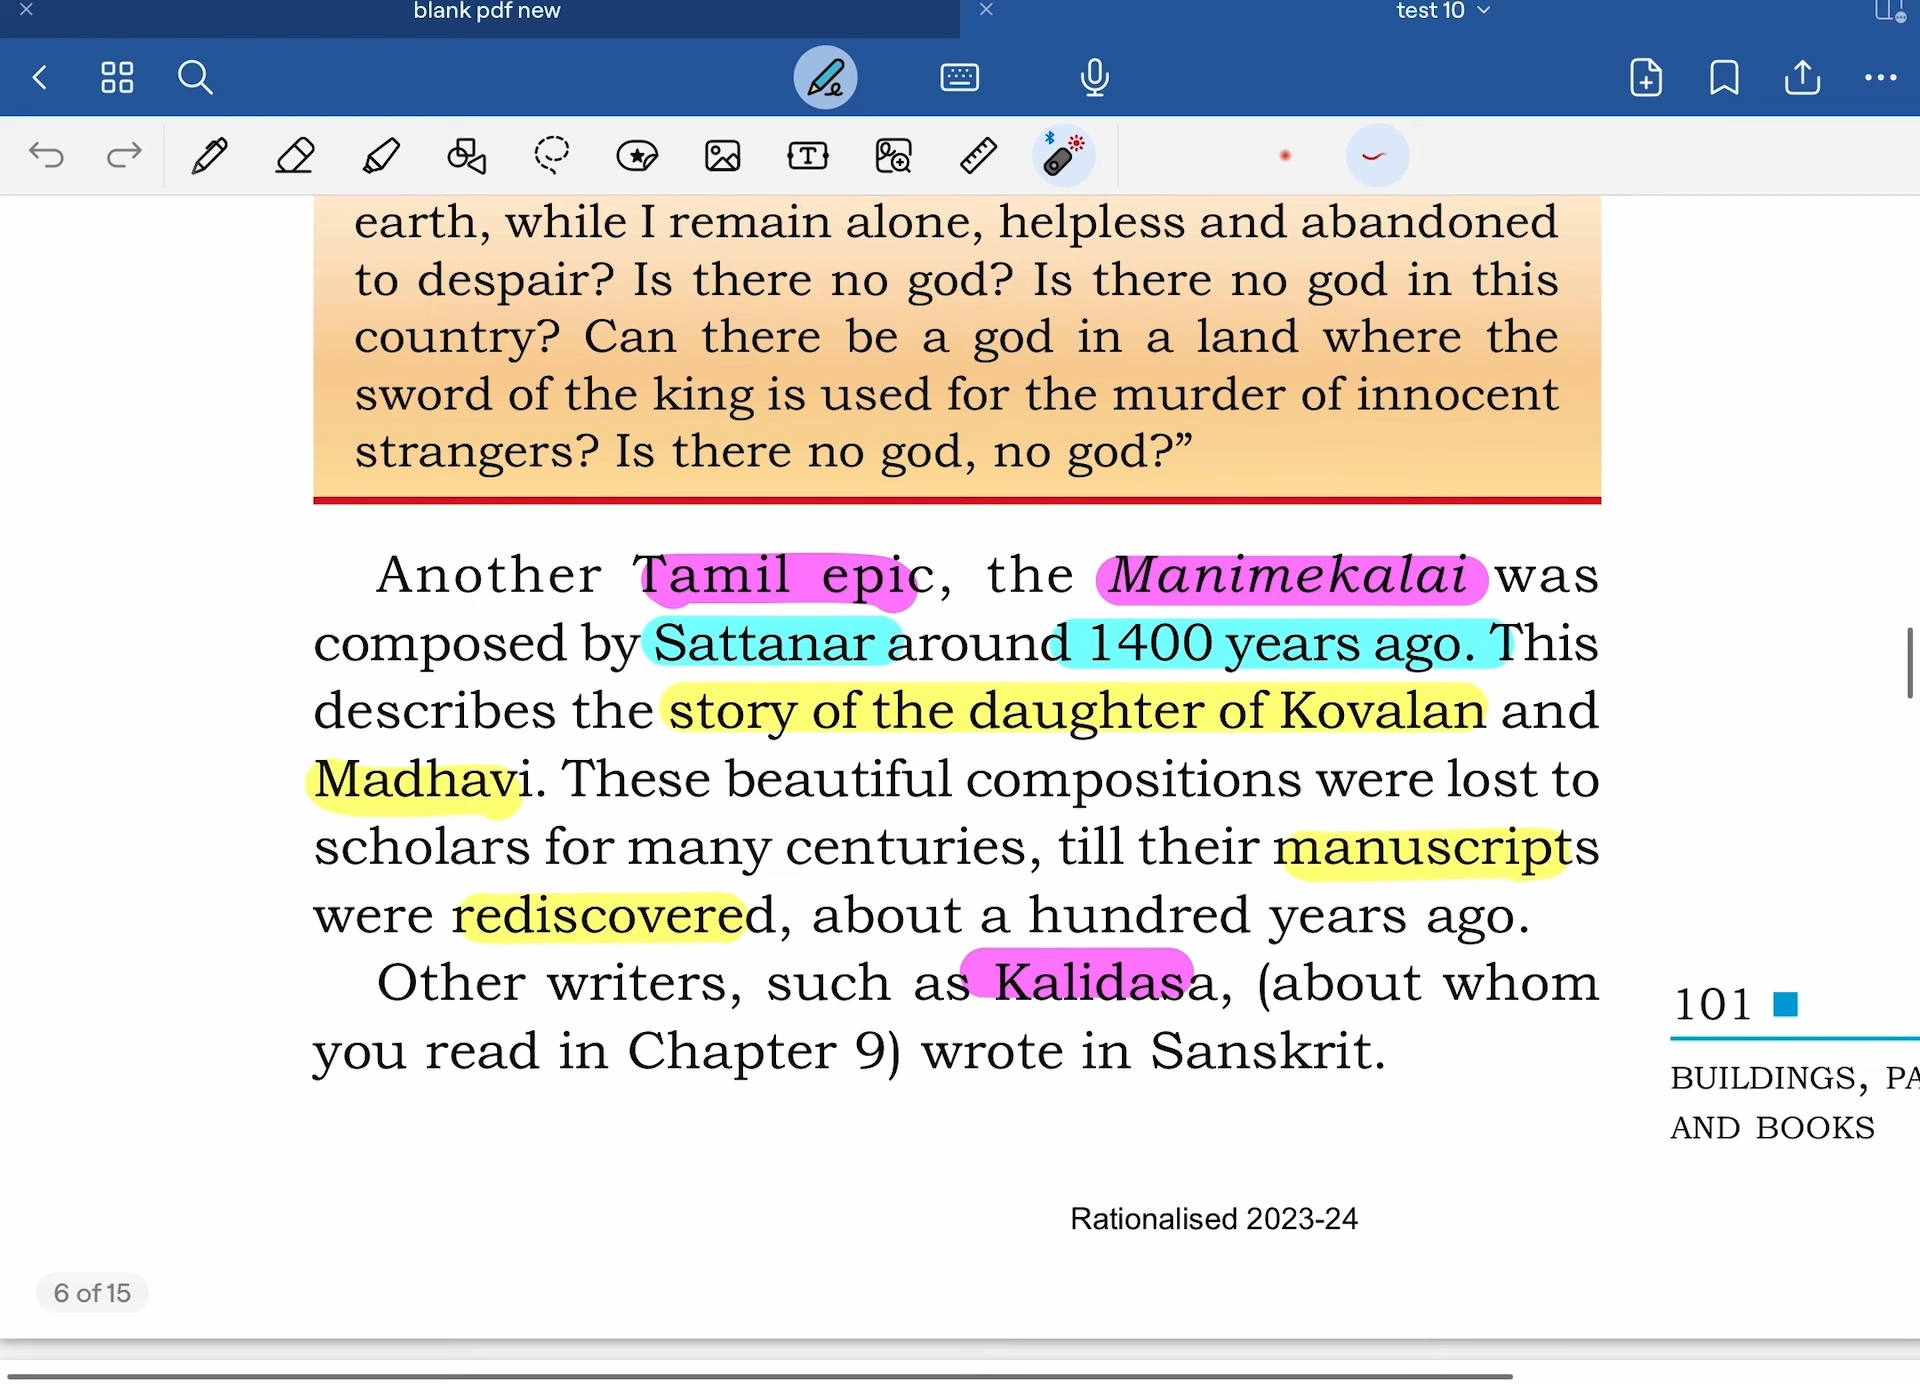 blank pdf new
test 10
earth, while I remain alone, helpless and abandoned
to despair? Is there no god? Is there no god in this
country? Can there be a god in a land where the
sword of the king is used for the murder of innocent
strangers? Is there no god, no god?”
Another Tamil epic, the Manimekalai was
composed by Sattanar around 1400 years ago. This
describes the story of the daughter of Kovalan and
Madhavi. These beautiful compositions were lost to
scholars for many centuries, till their manuscripts
were rediscovered, about a hundred years ago.
Other writers, such as Kalidasa, (about whom
you read in Chapter 9) wrote in Sanskrit.
101
BUILDINGS, PA
AND BOOKS
Rationalised 2023-24
6 of 15